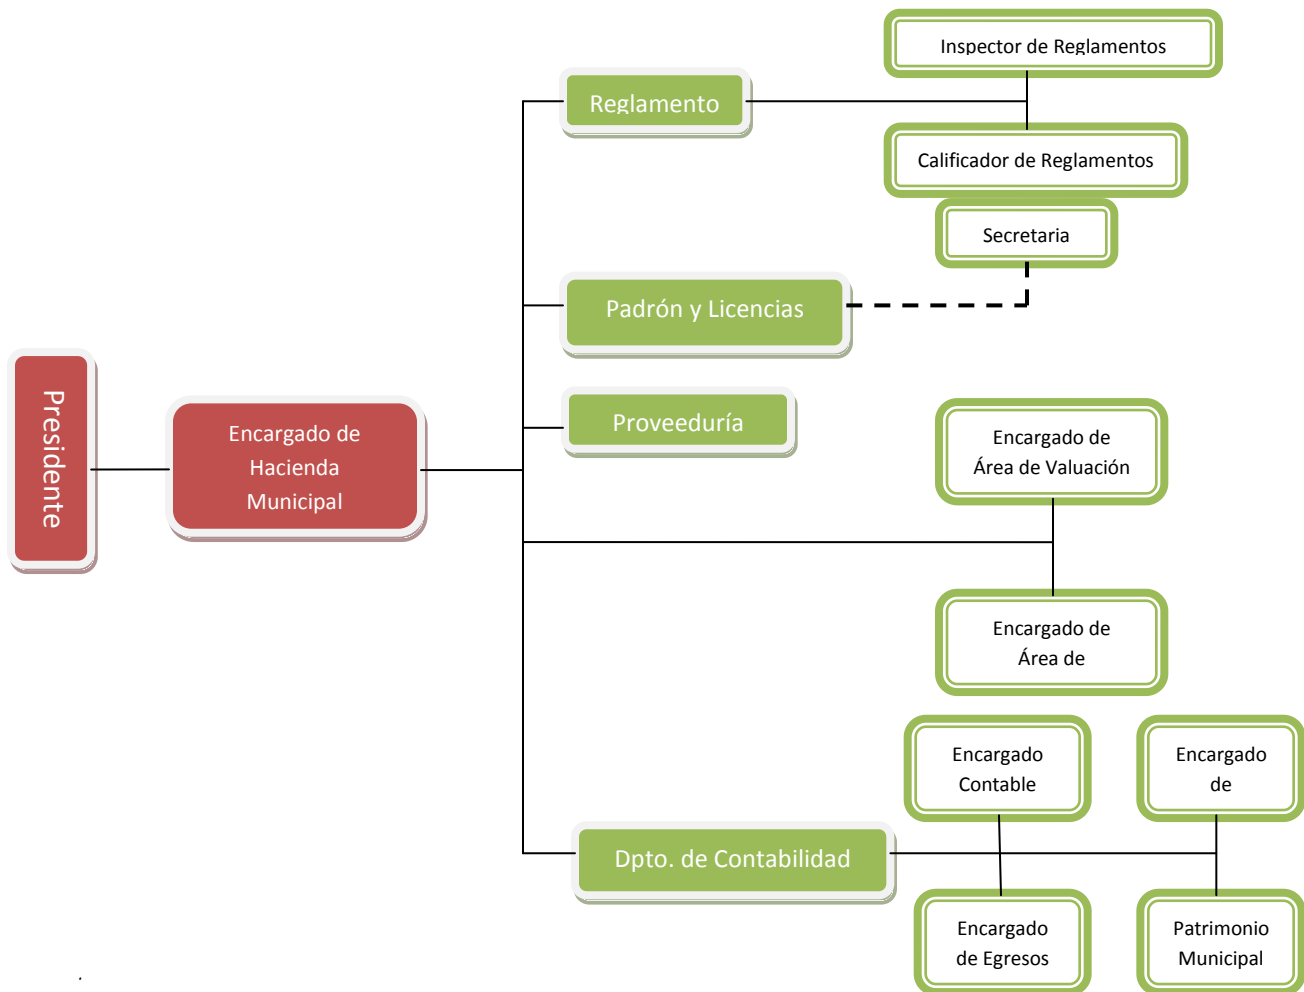 Presidente
Encargado de
Hacienda
Municipal
Reglamento
Inspector de Reglamentos
Calificador de Reglamentos
Padrón y Licencias
Secretaria
Proveeduría
Encargado de
Área de Valuación
Encargado de
Área de
Dpto. de Contabilidad
Encargado
Contable
Encargado
de
Encargado
de Egresos
Patrimonio
Municipal